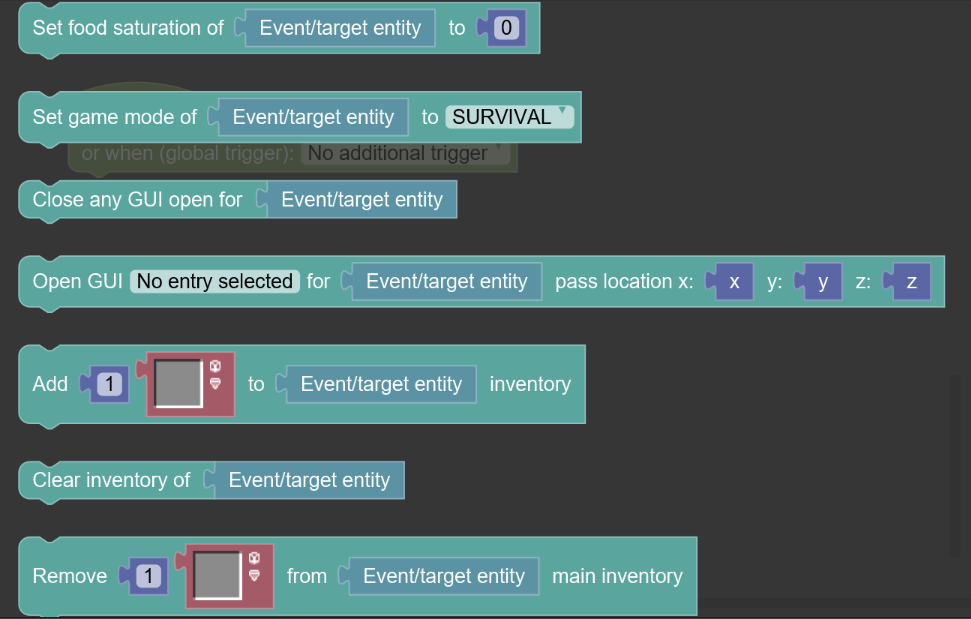 Set food saturation of Event/target entity to 0
Set game mode of Event/target entity to SURVIVAL
or when (global trigger): No additional trigger
Close any GUI open for Event/target entity
Open GUI No entry selected for Event/target entity pass location x: x y: y z: z
Add 1 to Event/target entity inventory
Clear inventory of Event/target entity
Remove 1 from Event/target entity main inventory